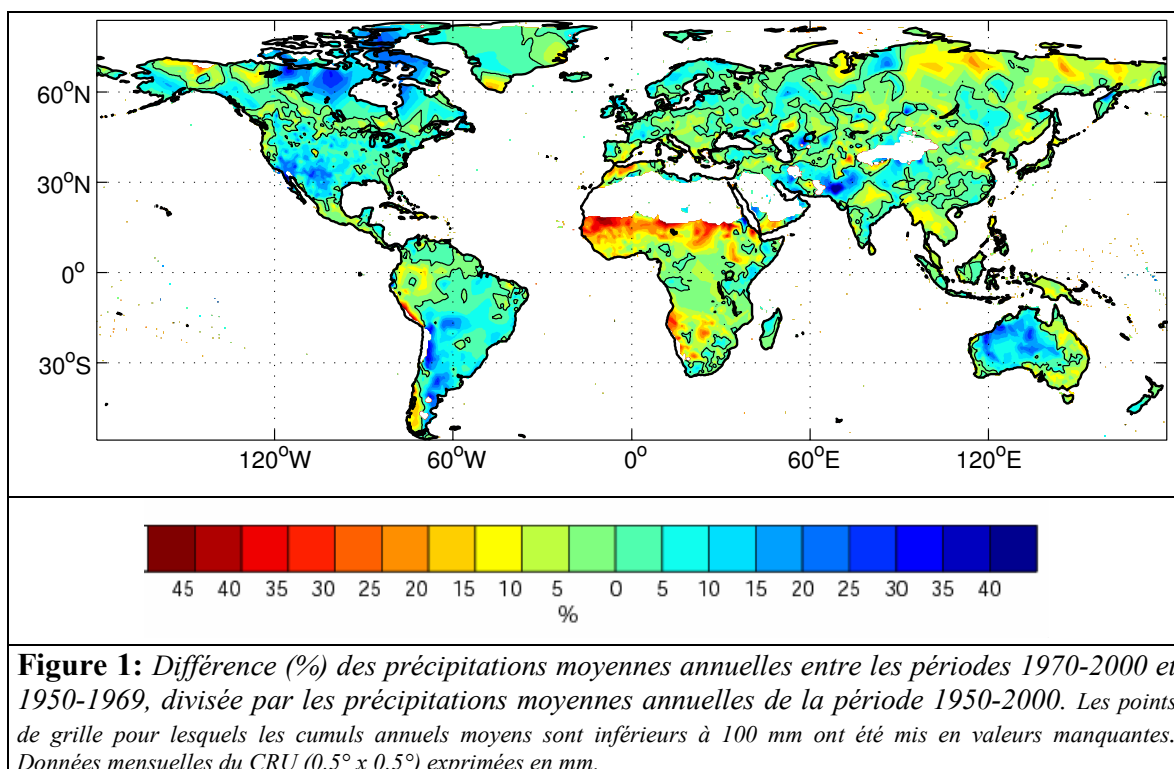 60°N
30°N
0°
30°S
120°W 60°W 0° 60°E 120°E
45 40 35 30 25 20 15 10 5 0 5 10 15 20 25 30 35 40
%
Figure 1: Différence (%) des précipitations moyennes annuelles entre les périodes 1970-2000 et
1950-1969, divisée par les précipitations moyennes annuelles de la période 1950-2000. Les points
de grille pour lesquels les cumuls annuels moyens sont inférieurs à 100 mm ont été mis en valeurs manquantes.
Données mensuelles du CRU (0.5° x 0.5°) exprimées en mm.